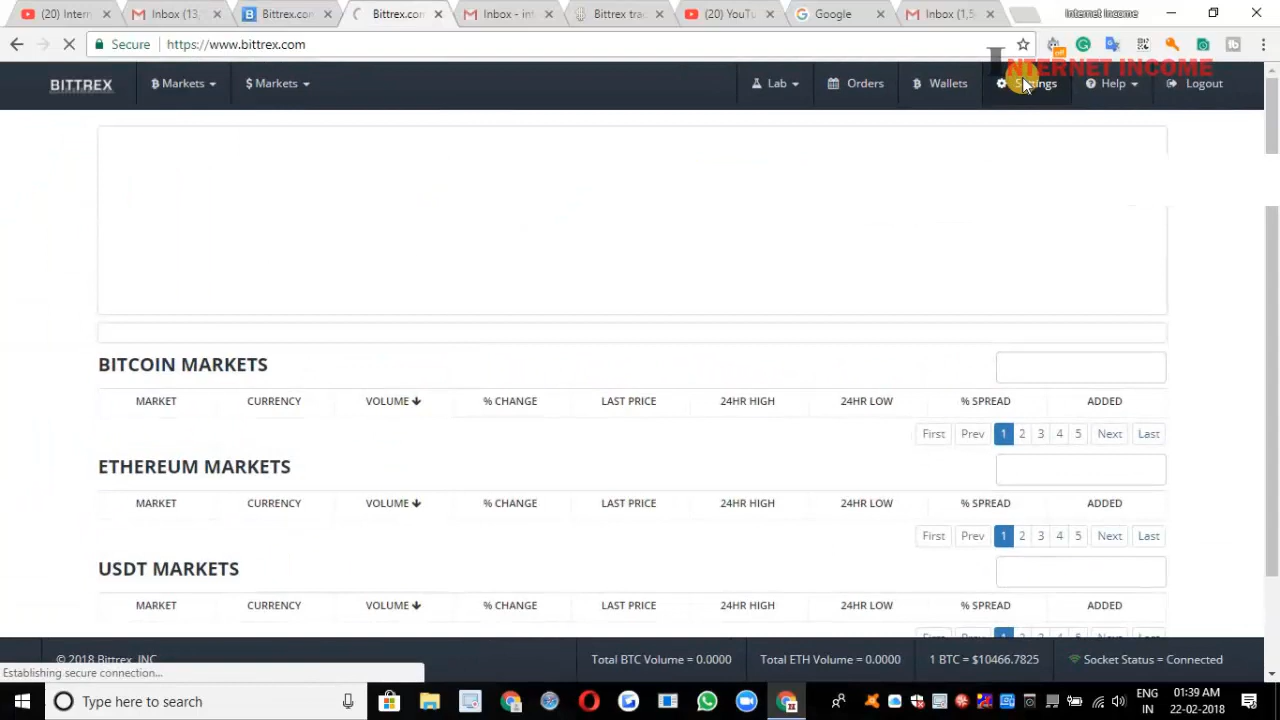 (20) Intern
Inbox (13,
Bittrex.con
Bittrex.con
Inbox - int
Bittrex tra
(20) YouTu
Google
Inbox (1,5
Internet Income
Secure
https://www.bittrex.com
off
INTERNET INCOME
BITTREX
Markets
$ Markets
Lab
Orders
Wallets
Settings
Help
Logout
BITCOIN MARKETS
MARKET CURRENCY VOLUME % CHANGE LAST PRICE 24HR HIGH 24HR LOW % SPREAD ADDED
First Prev 1 2 3 4 5 Next Last
ETHEREUM MARKETS
MARKET CURRENCY VOLUME % CHANGE LAST PRICE 24HR HIGH 24HR LOW % SPREAD ADDED
First Prev 1 2 3 4 5 Next Last
USDT MARKETS
MARKET CURRENCY VOLUME % CHANGE LAST PRICE 24HR HIGH 24HR LOW % SPREAD ADDED
© 2018 Bittrex, INC
Total BTC Volume = 0.0000
Total ETH Volume = 0.0000
1 BTC = $10466.7825
Socket Status = Connected
Establishing secure connection...
Type here to search
ENG
IN
01:39 AM
22-02-2018